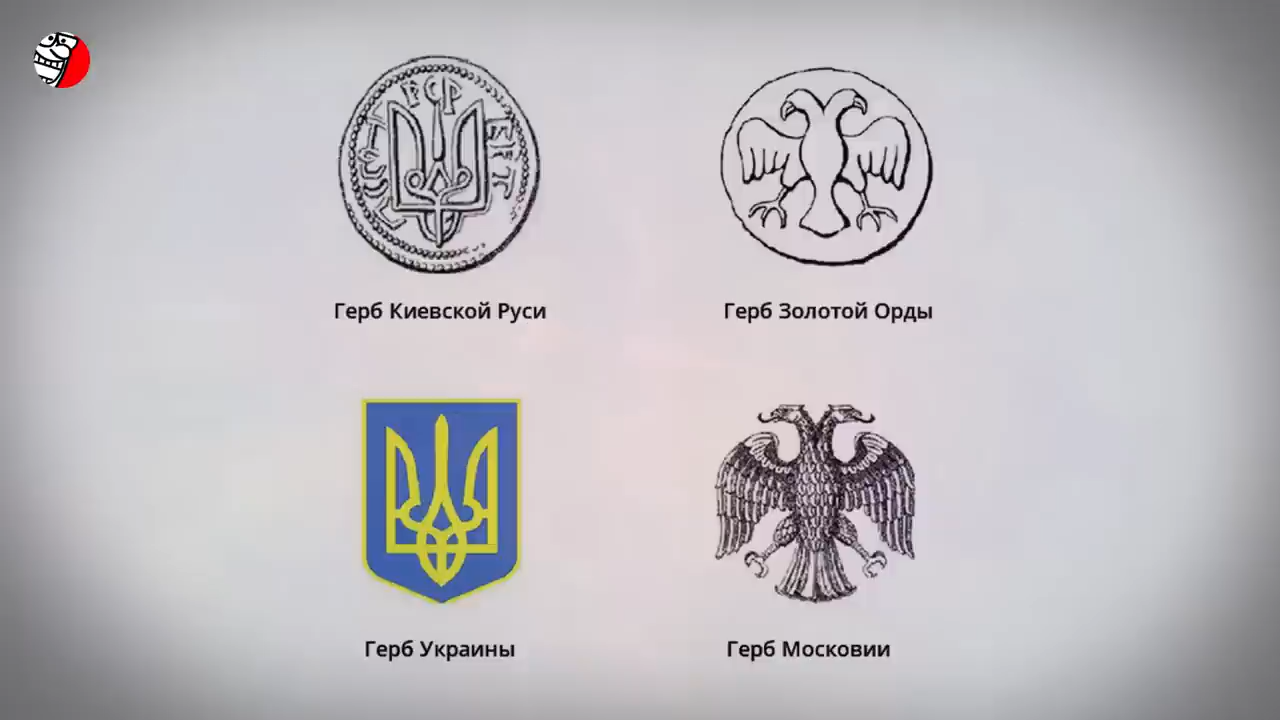 Герб Киевской Руси
Герб Золотой Орды
Герб Украины
Герб Московии